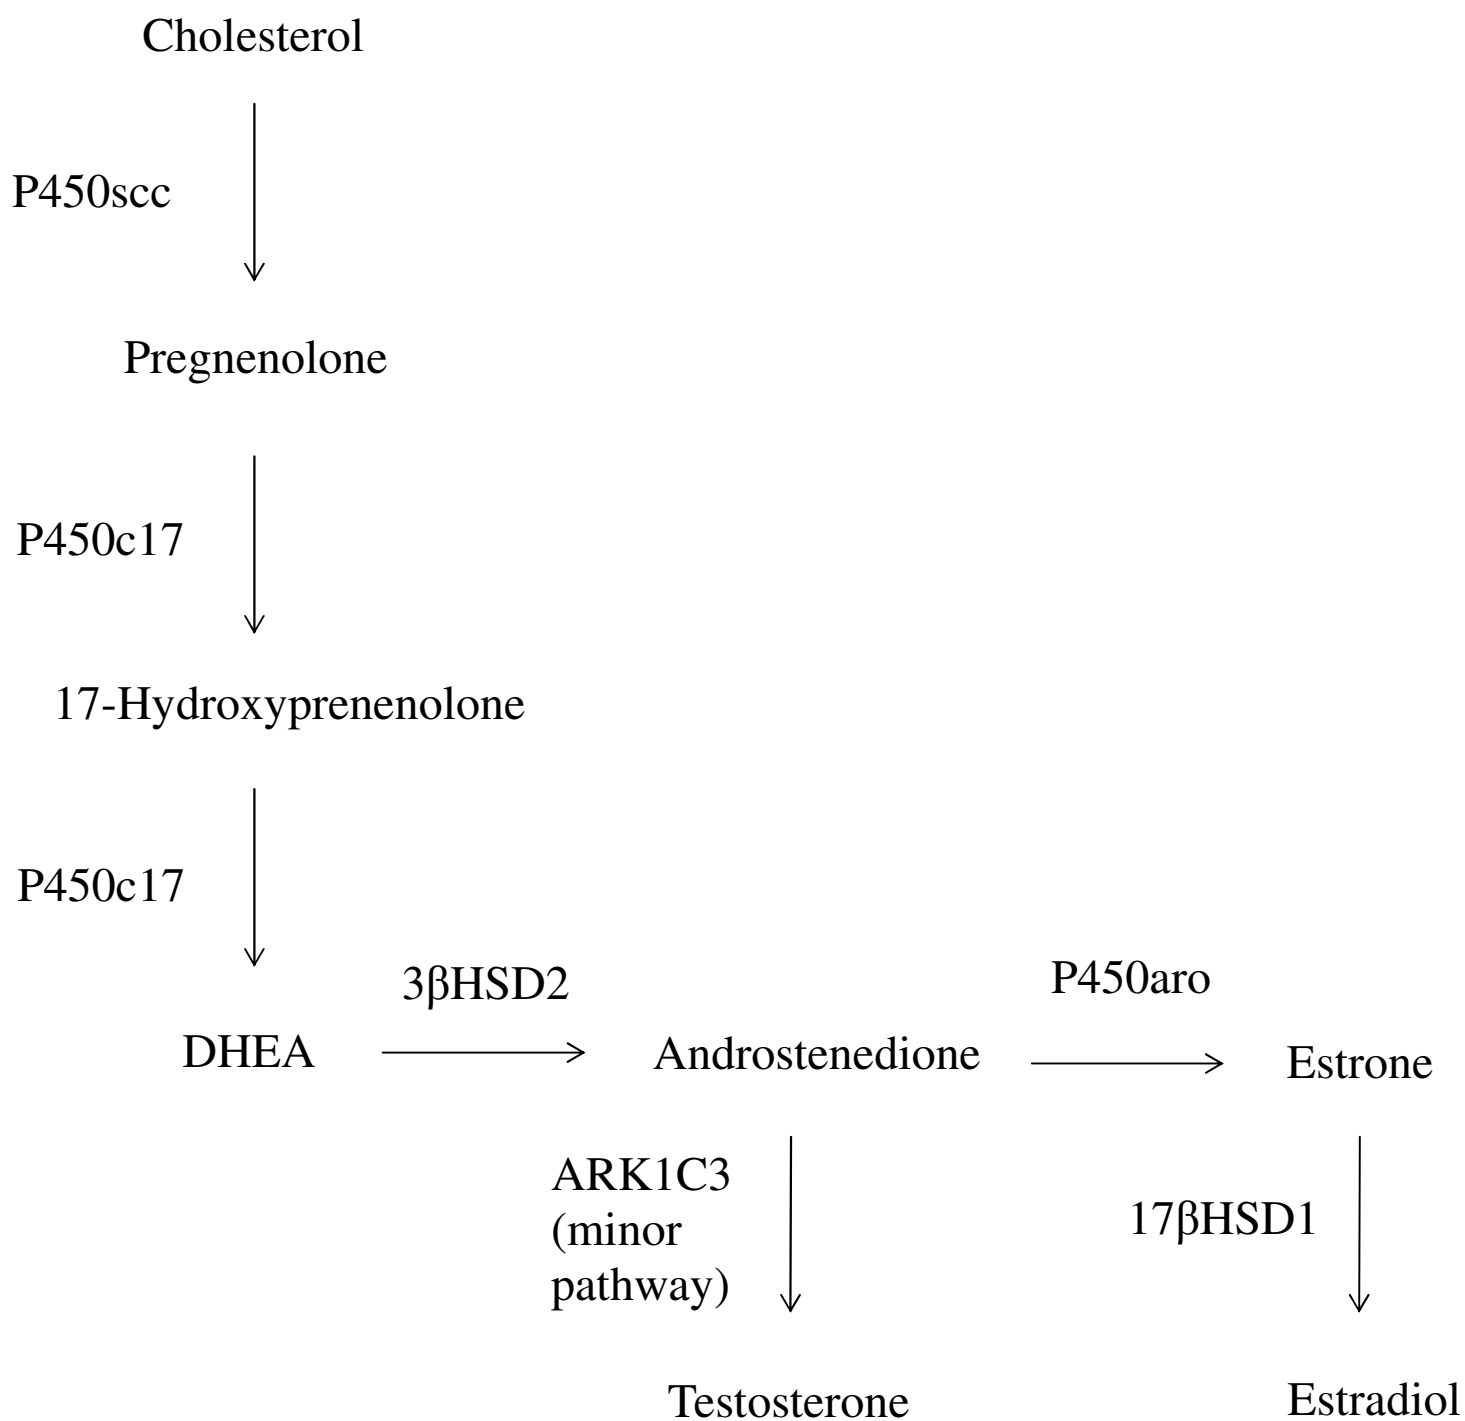 Cholesterol
P450scc
Pregnenolone
P450c17
17-Hydroxyprenenolone
P450c17
3βHSD2
P450aro
DHEA
Androstenedione
Estrone
ARK1C3
(minor
pathway)
17βHSD1
Testosterone
Estradiol